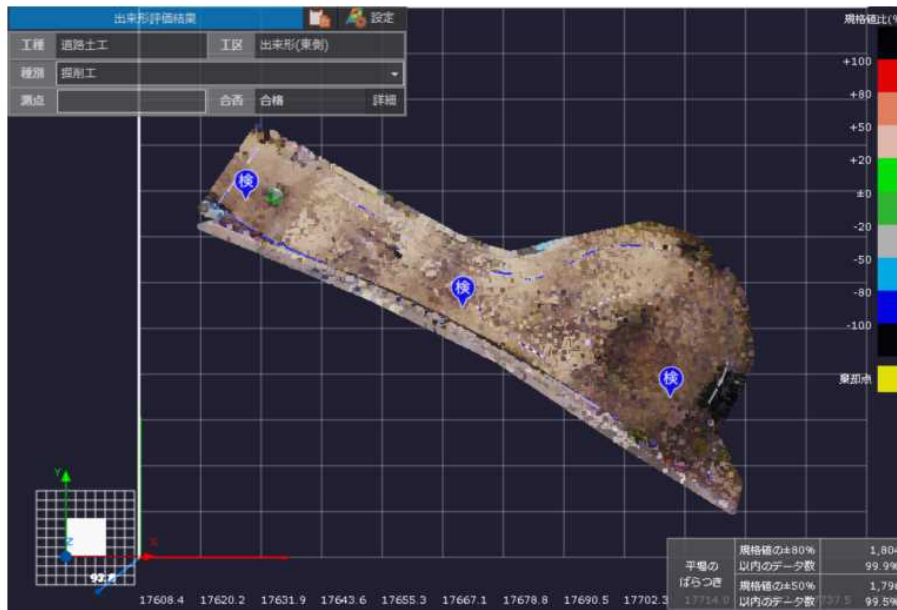 出来形評価結果
設定
規格値比(%
工種 道路土工 工区 出来形(東側)
種別 掘削工
測点 合否 合格 詳細
+100
+80
+50
+20
±0
-20
-50
-80
-100
棄却点
検
検
検
Y
Z
X
93.8
平場の
ばらつき
規格値の±80%
以内のデータ数
1,804
99.9%
規格値の±50%
以内のデータ数
1,796
99.5%
17608.4 17620.2 17631.9 17643.6 17655.3 17667.1 17678.8 17690.5 17702.3 17714.0